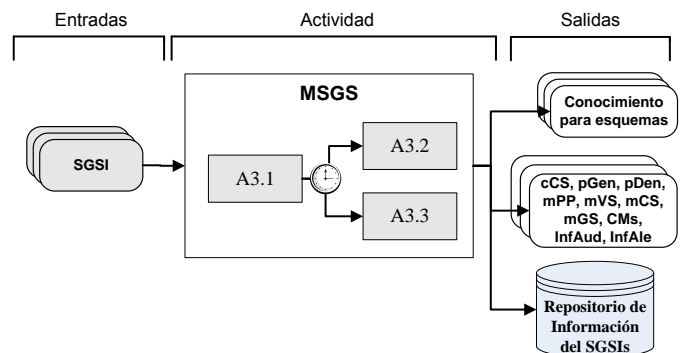 Entradas
Actividad
Salidas
MSGS
SGSI
A3.1
A3.2
A3.3
Conocimiento
para esquemas
cCS, pGen, pDen,
mPP, mVS, mCS,
mGS, CMs,
InfAud, InfAle
Repositorio de
Información
del SGSIs